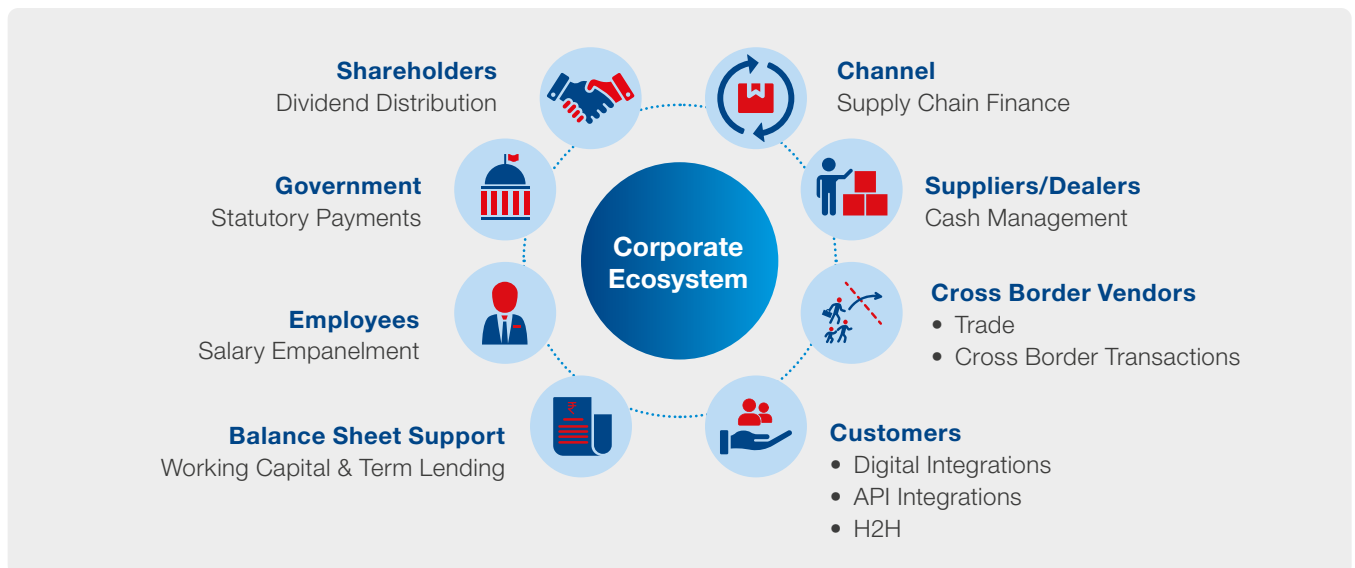 Shareholders
Dividend Distribution
Channel
Supply Chain Finance
Government
Statutory Payments
Suppliers/Dealers
Cash Management
Corporate
Ecosystem
Employees
Salary Empanelment
Cross Border Vendors
• Trade
• Cross Border Transactions
Balance Sheet Support
Working Capital & Term Lending
₹
Customers
• Digital Integrations
• API Integrations
• H2H